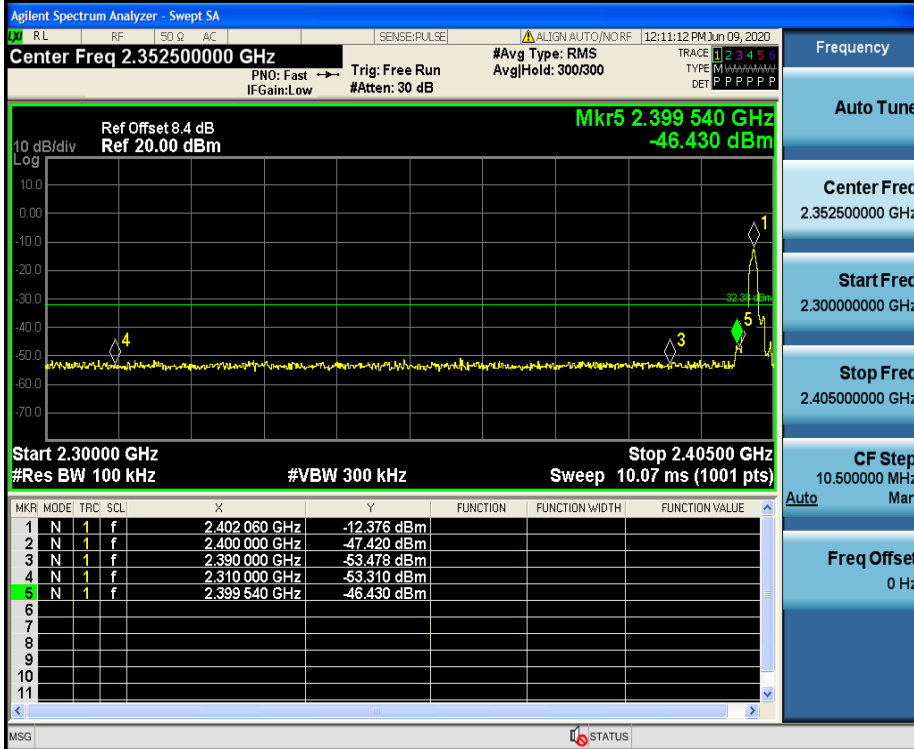 Agilent Spectrum Analyzer - Swept SA
LXI RL RF 50 Ω AC SENSE:PULSE ALIGN AUTO/NO RF 12:11:12 PM Jun 09, 2020
Center Freq 2.352500000 GHz
PNO: Fast
IFGain:Low
Trig: Free Run
#Atten: 30 dB
#Avg Type: RMS
Avg|Hold: 300/300
TRACE 1 2 3 4 5 6
TYPE M
DET P P P P P P
Ref Offset 8.4 dB
10 dB/div Ref 20.00 dBm
Log
Mkr5 2.399 540 GHz
-46.430 dBm
10.0
0.00
-10.0
-20.0
-30.0
-40.0
-50.0
-60.0
-70.0
1
32.38 dBm
5
4
3
Start 2.30000 GHz Stop 2.40500 GHz
#Res BW 100 kHz #VBW 300 kHz Sweep 10.07 ms (1001 pts)
MKR MODE TRC SCL X Y FUNCTION FUNCTION WIDTH FUNCTION VALUE
1 N 1 f 2.402 060 GHz -12.376 dBm
2 N 1 f 2.400 000 GHz -47.420 dBm
3 N 1 f 2.390 000 GHz -53.478 dBm
4 N 1 f 2.310 000 GHz -53.310 dBm
5 N 1 f 2.399 540 GHz -46.430 dBm
6
7
8
9
10
11
MSG STATUS
Frequency
Auto Tune
Center Freq
2.352500000 GHz
Start Freq
2.300000000 GHz
Stop Freq
2.405000000 GHz
CF Step
10.500000 MHz
Auto Man
Freq Offset
0 Hz